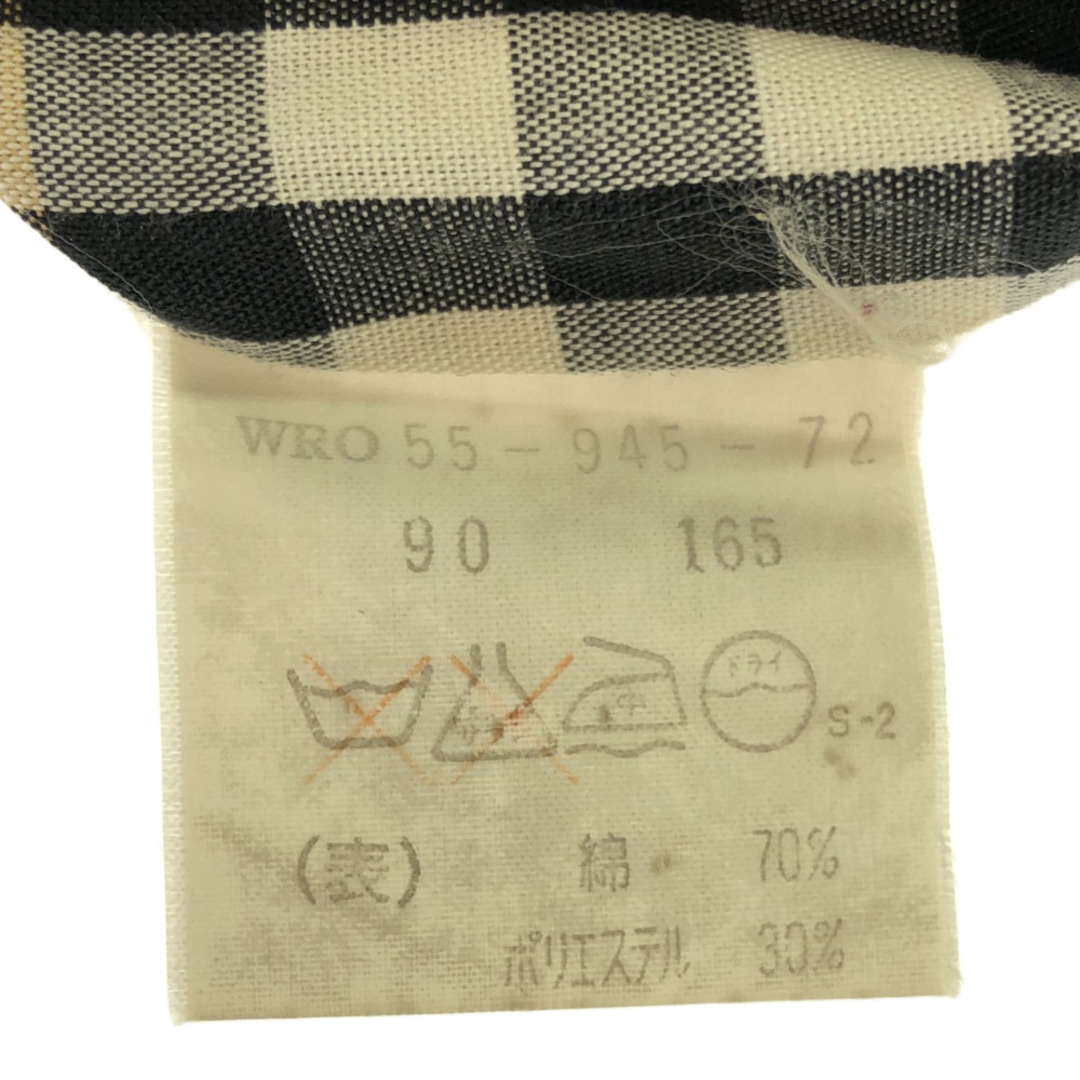 WRO 55-945-72
90 165
中 ドライ
S-2
(表) 綿 70%
ポリエステル 30%